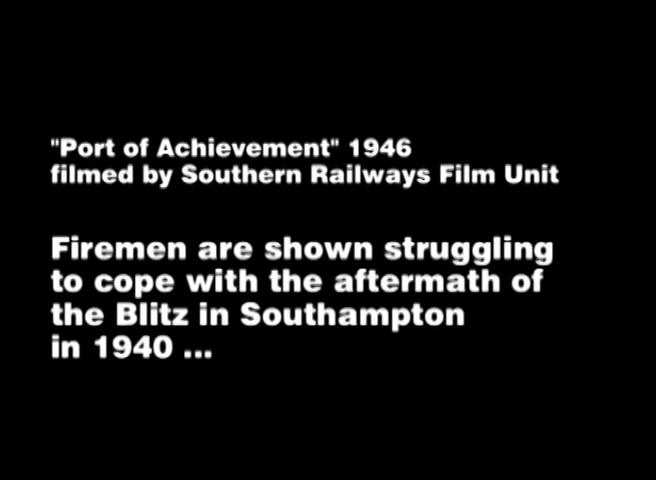 "Port of Achievement" 1946
filmed by Southern Railways Film Unit
Firemen are shown struggling
to cope with the aftermath of
the Blitz in Southampton
in 1940 ...